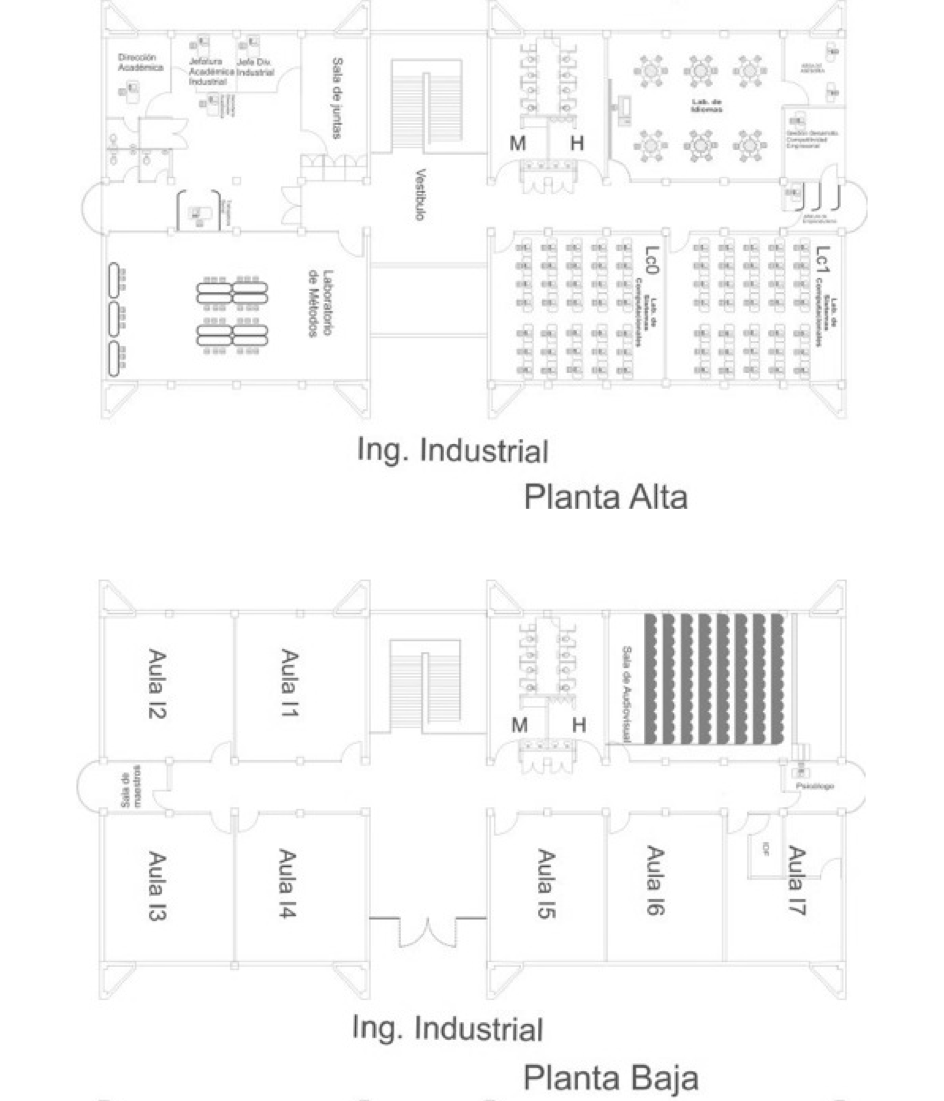 Dirección
Académica
Jefatura
Académica
Industrial
Jefe Div.
Industrial
Sala de juntas
M
H
Lab. de
Idiomas
Gestión Desarrollo
Competitividad
Empresarial
Vestibulo
Laboratorio
de Métodos
Lc0
Lab. de
Sistemas
Computacionales
Lc1
Lab. de
Sistemas
Computacionales
Ing. Industrial
Planta Alta
Aula I2
Aula I1
M
H
Sala de Audiovisual
Sala de
maestros
Psicólogo
Aula I3
Aula I4
Aula I5
Aula I6
IDF
Aula I7
Ing. Industrial
Planta Baja